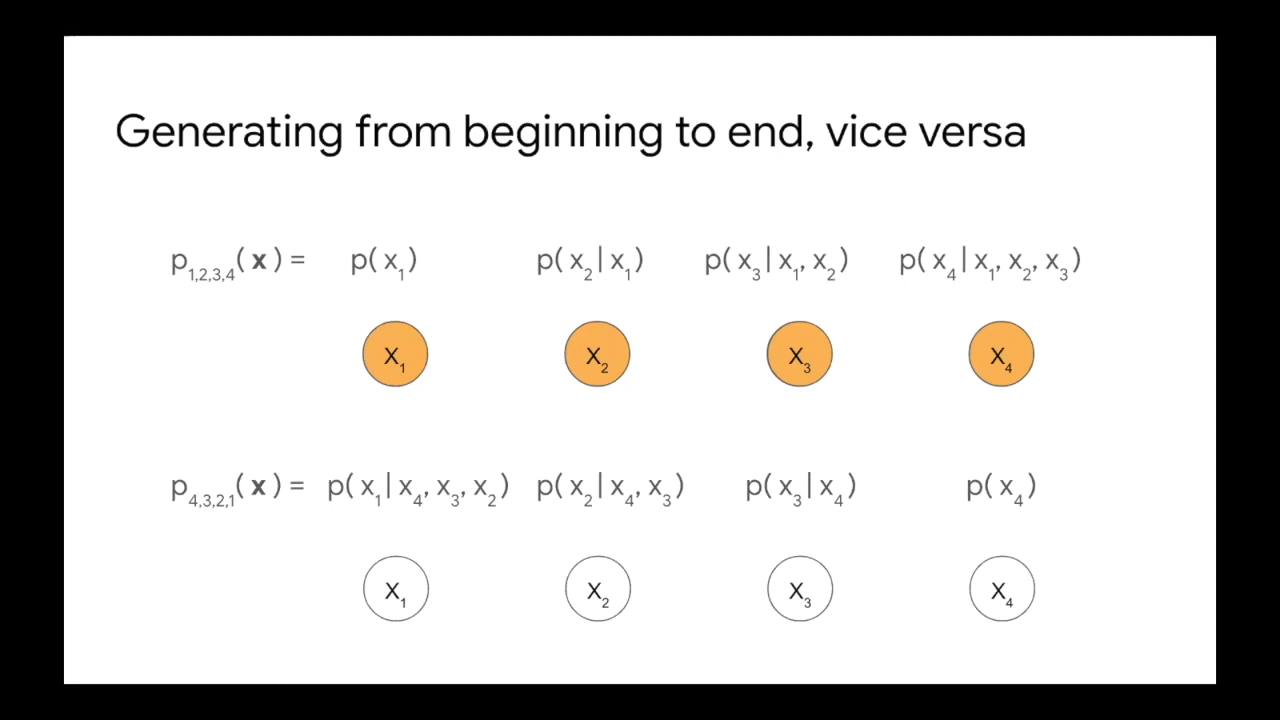 Generating from beginning to end, vice versa
p₁,₂,₃,₄( x ) = p( x₁ ) p( x₂ | x₁ ) p( x₃ | x₁, x₂ ) p( x₄ | x₁, x₂, x₃ )
X₁ X₂ X₃ X₄
p₄,₃,₂,₁( x ) = p( x₁ | x₄, x₃, x₂ ) p( x₂ | x₄, x₃ ) p( x₃ | x₄ ) p( x₄ )
X₁ X₂ X₃ X₄